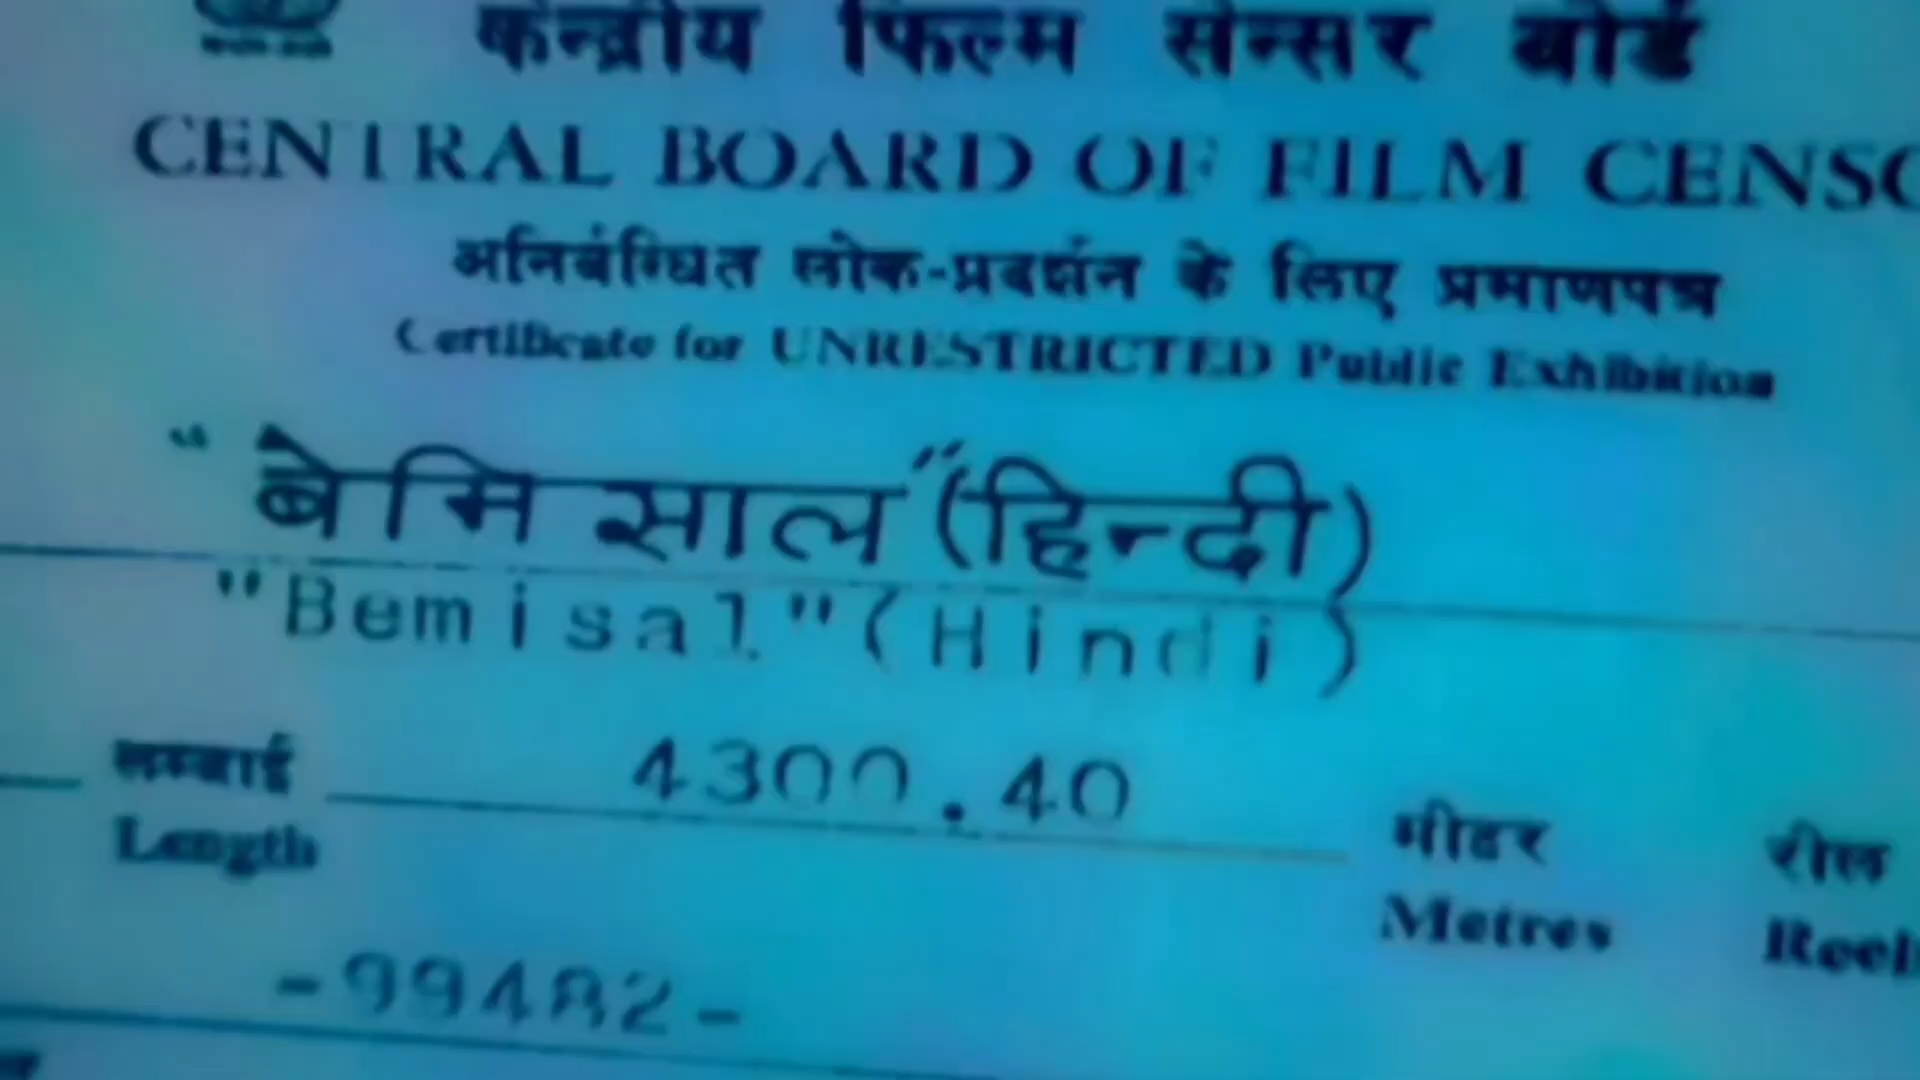 केन्द्रीय फिल्म सेन्सर बोर्ड
CENTRAL BOARD OF FILM CENSO
अनिबंन्धित लोक-प्रदर्शन के लिए प्रमाणपत्र
Certificate for UNRESTRICTED Public Exhibition
"बेमिसाल"(हिन्दी)
"Bemisal"(Hindi)
लम्बाई 4300.40 मीटर रील
Length Metres Reel
-99482-